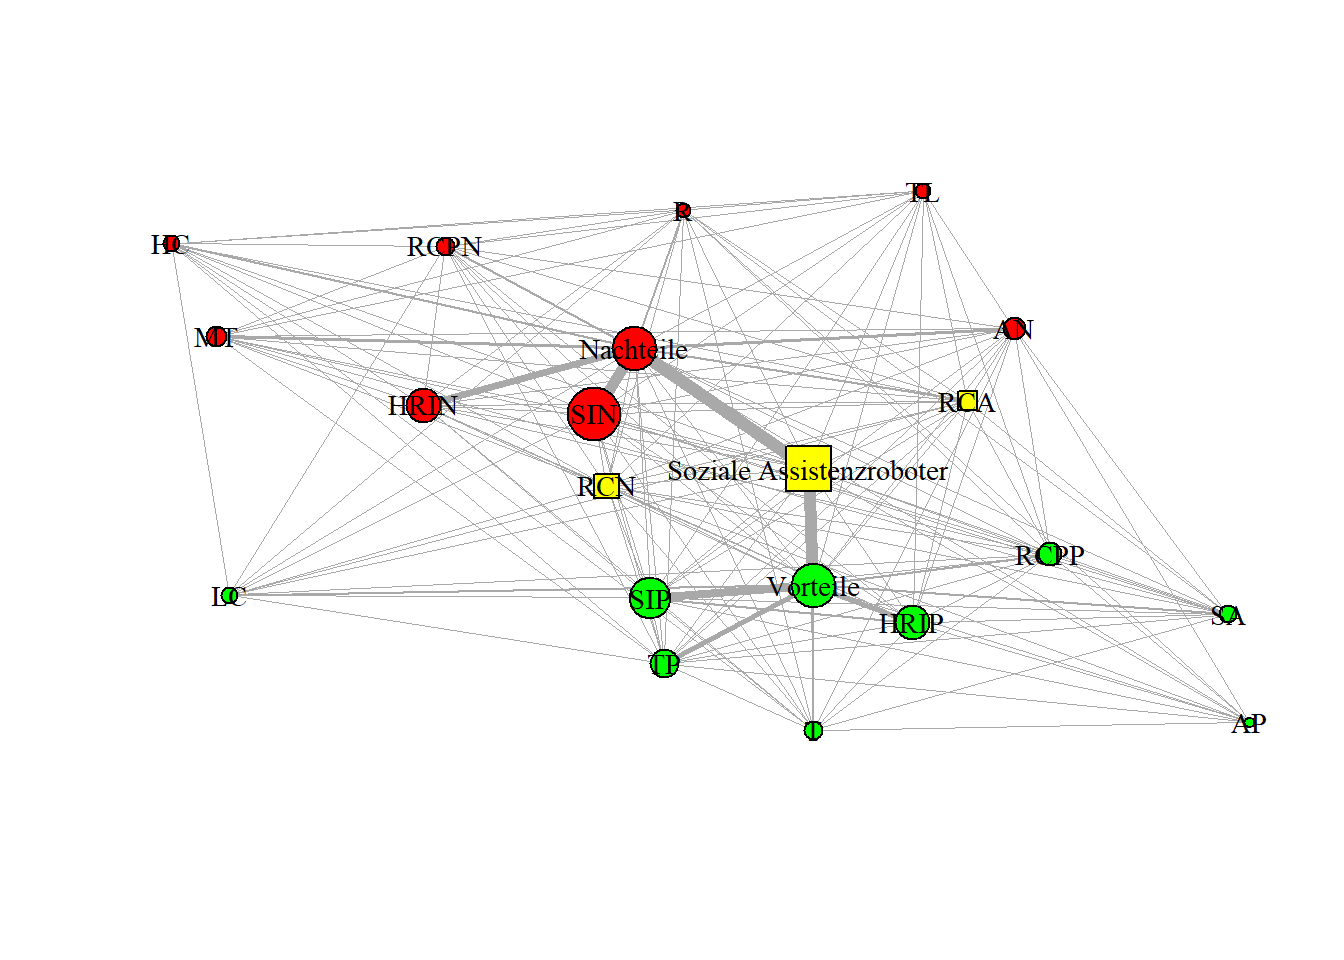 TL
R
HC
RCPN
MT
AN
Nachteile
RCA
HRIN
SIN
Soziale Assistenzroboter
RCN
RCPP
Vorteile
LC
SIP
SA
HRIP
TP
AP